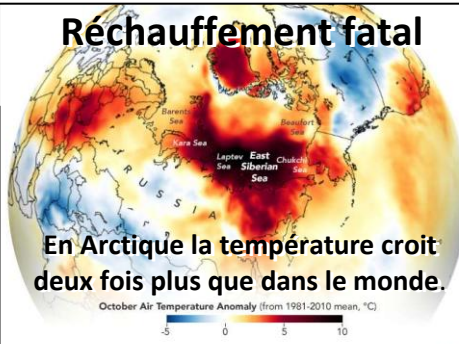 Réchauffement fatal
Barents
Sea
Beaufort
Sea
Kara Sea
Laptev East Chukchi
Sea Siberian Sea
Sea
RUSSIA
En Arctique la température croit
deux fois plus que dans le monde.
October Air Temperature Anomaly (from 1981-2010 mean, °C)
-5 0 5 10